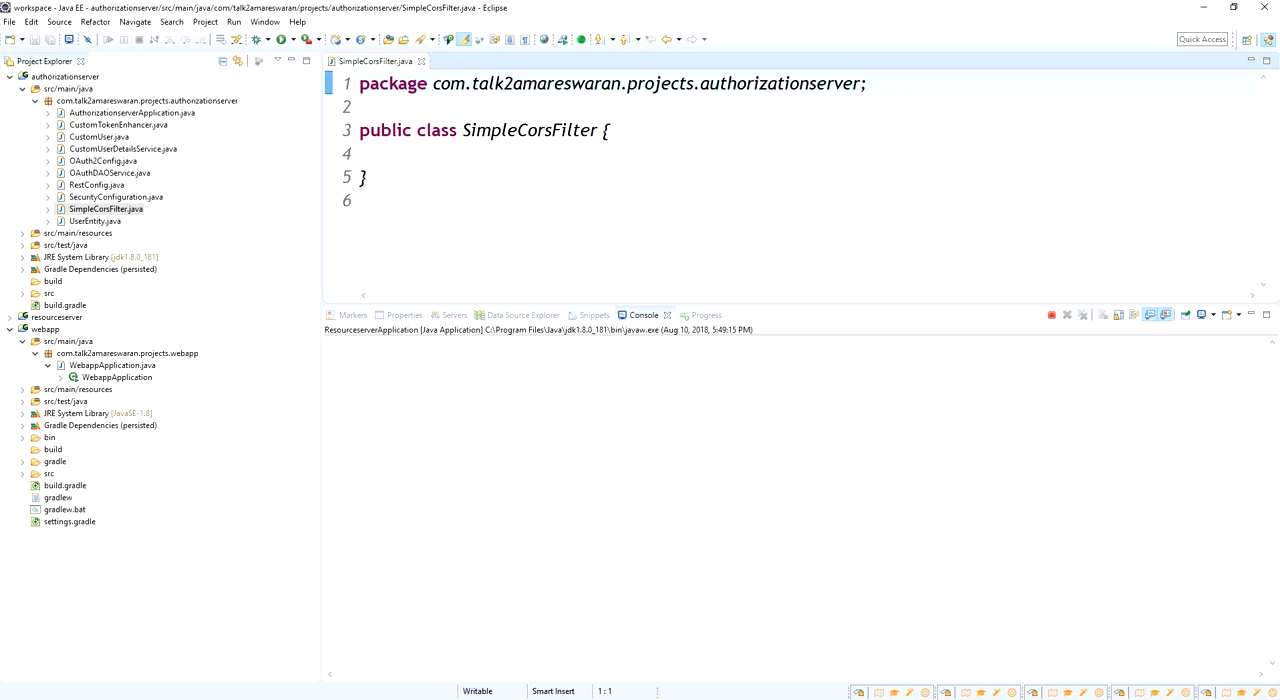 workspace - Java EE - authorizationserver/src/main/java/com/talk2amareswaran/projects/authorizationserver/SimpleCorsFilter.java - Eclipse
File Edit Source Refactor Navigate Search Project Run Window Help
Quick Access
Project Explorer
authorizationserver
src/main/java
com.talk2amareswaran.projects.authorizationserver
AuthorizationserverApplication.java
CustomTokenEnhancer.java
CustomUser.java
CustomUserDetailsService.java
OAuth2Config.java
OAuthDAOService.java
RestConfig.java
SecurityConfiguration.java
SimpleCorsFilter.java
UserEntity.java
src/main/resources
src/test/java
JRE System Library [jdk1.8.0_181]
Gradle Dependencies (persisted)
build
src
build.gradle
resourceserver
webapp
src/main/java
com.talk2amareswaran.projects.webapp
WebappApplication.java
WebappApplication
src/main/resources
src/test/java
JRE System Library [JavaSE-1.8]
Gradle Dependencies (persisted)
bin
build
gradle
src
build.gradle
gradlew
gradlew.bat
settings.gradle
SimpleCorsFilter.java
1 package com.talk2amareswaran.projects.authorizationserver;
2
3 public class SimpleCorsFilter {
4
5 }
6
Markers Properties Servers Data Source Explorer Snippets Console Progress
ResourceserverApplication [Java Application] C:\Program Files\Java\jdk1.8.0_181\bin\javaw.exe (Aug 10, 2018, 5:49:15 PM)
Writable Smart Insert 1 : 1